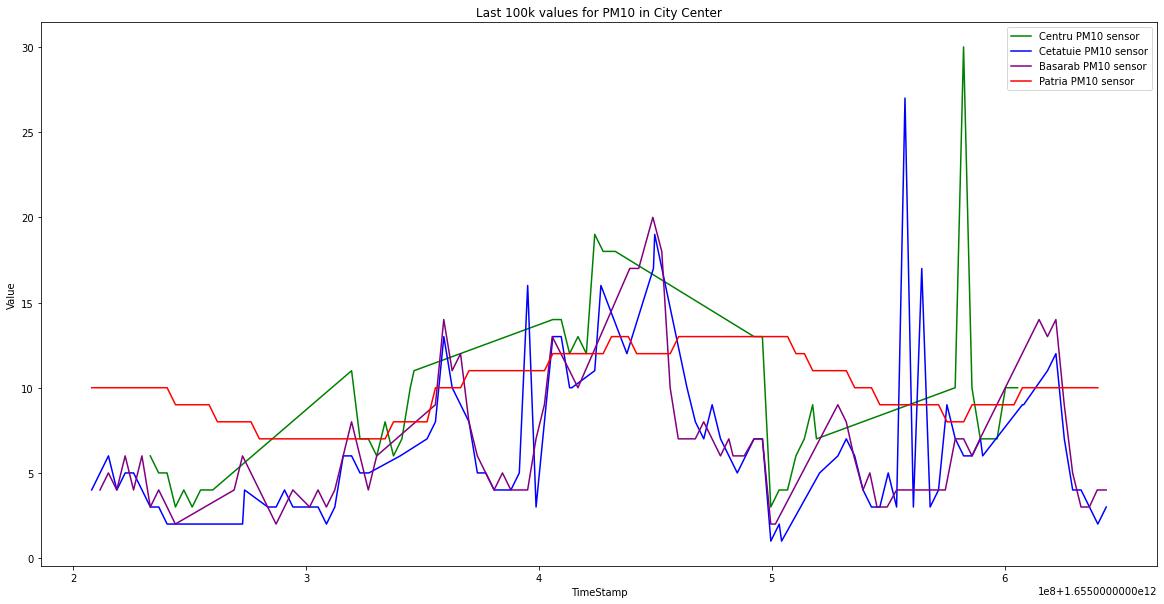 Last 100k values for PM10 in City Center
Centru PM10 sensor
Cetatuie PM10 sensor
Basarab PM10 sensor
Patria PM10 sensor
30
25
20
15
10
5
0
Value
2 3 4 5 6
TimeStamp
1e8+1.6550000000e12